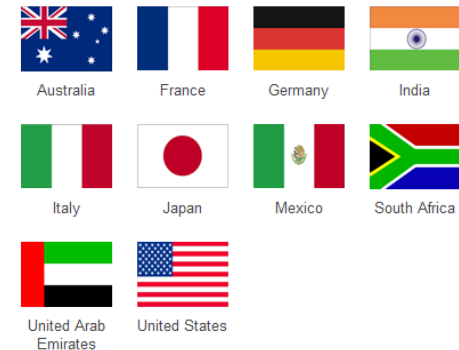 Australia
France
Germany
India
Italy
Japan
Mexico
South Africa
United Arab
Emirates
United States